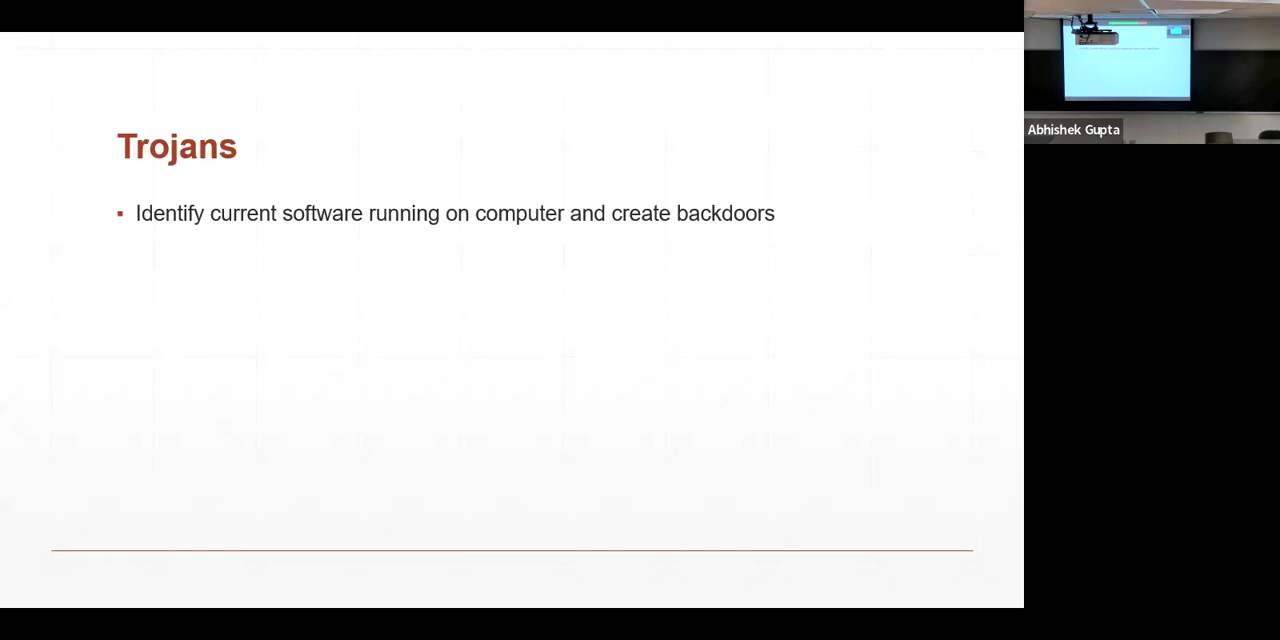 Trojans
▪ Identify current software running on computer and create backdoors
Abhishek Gupta